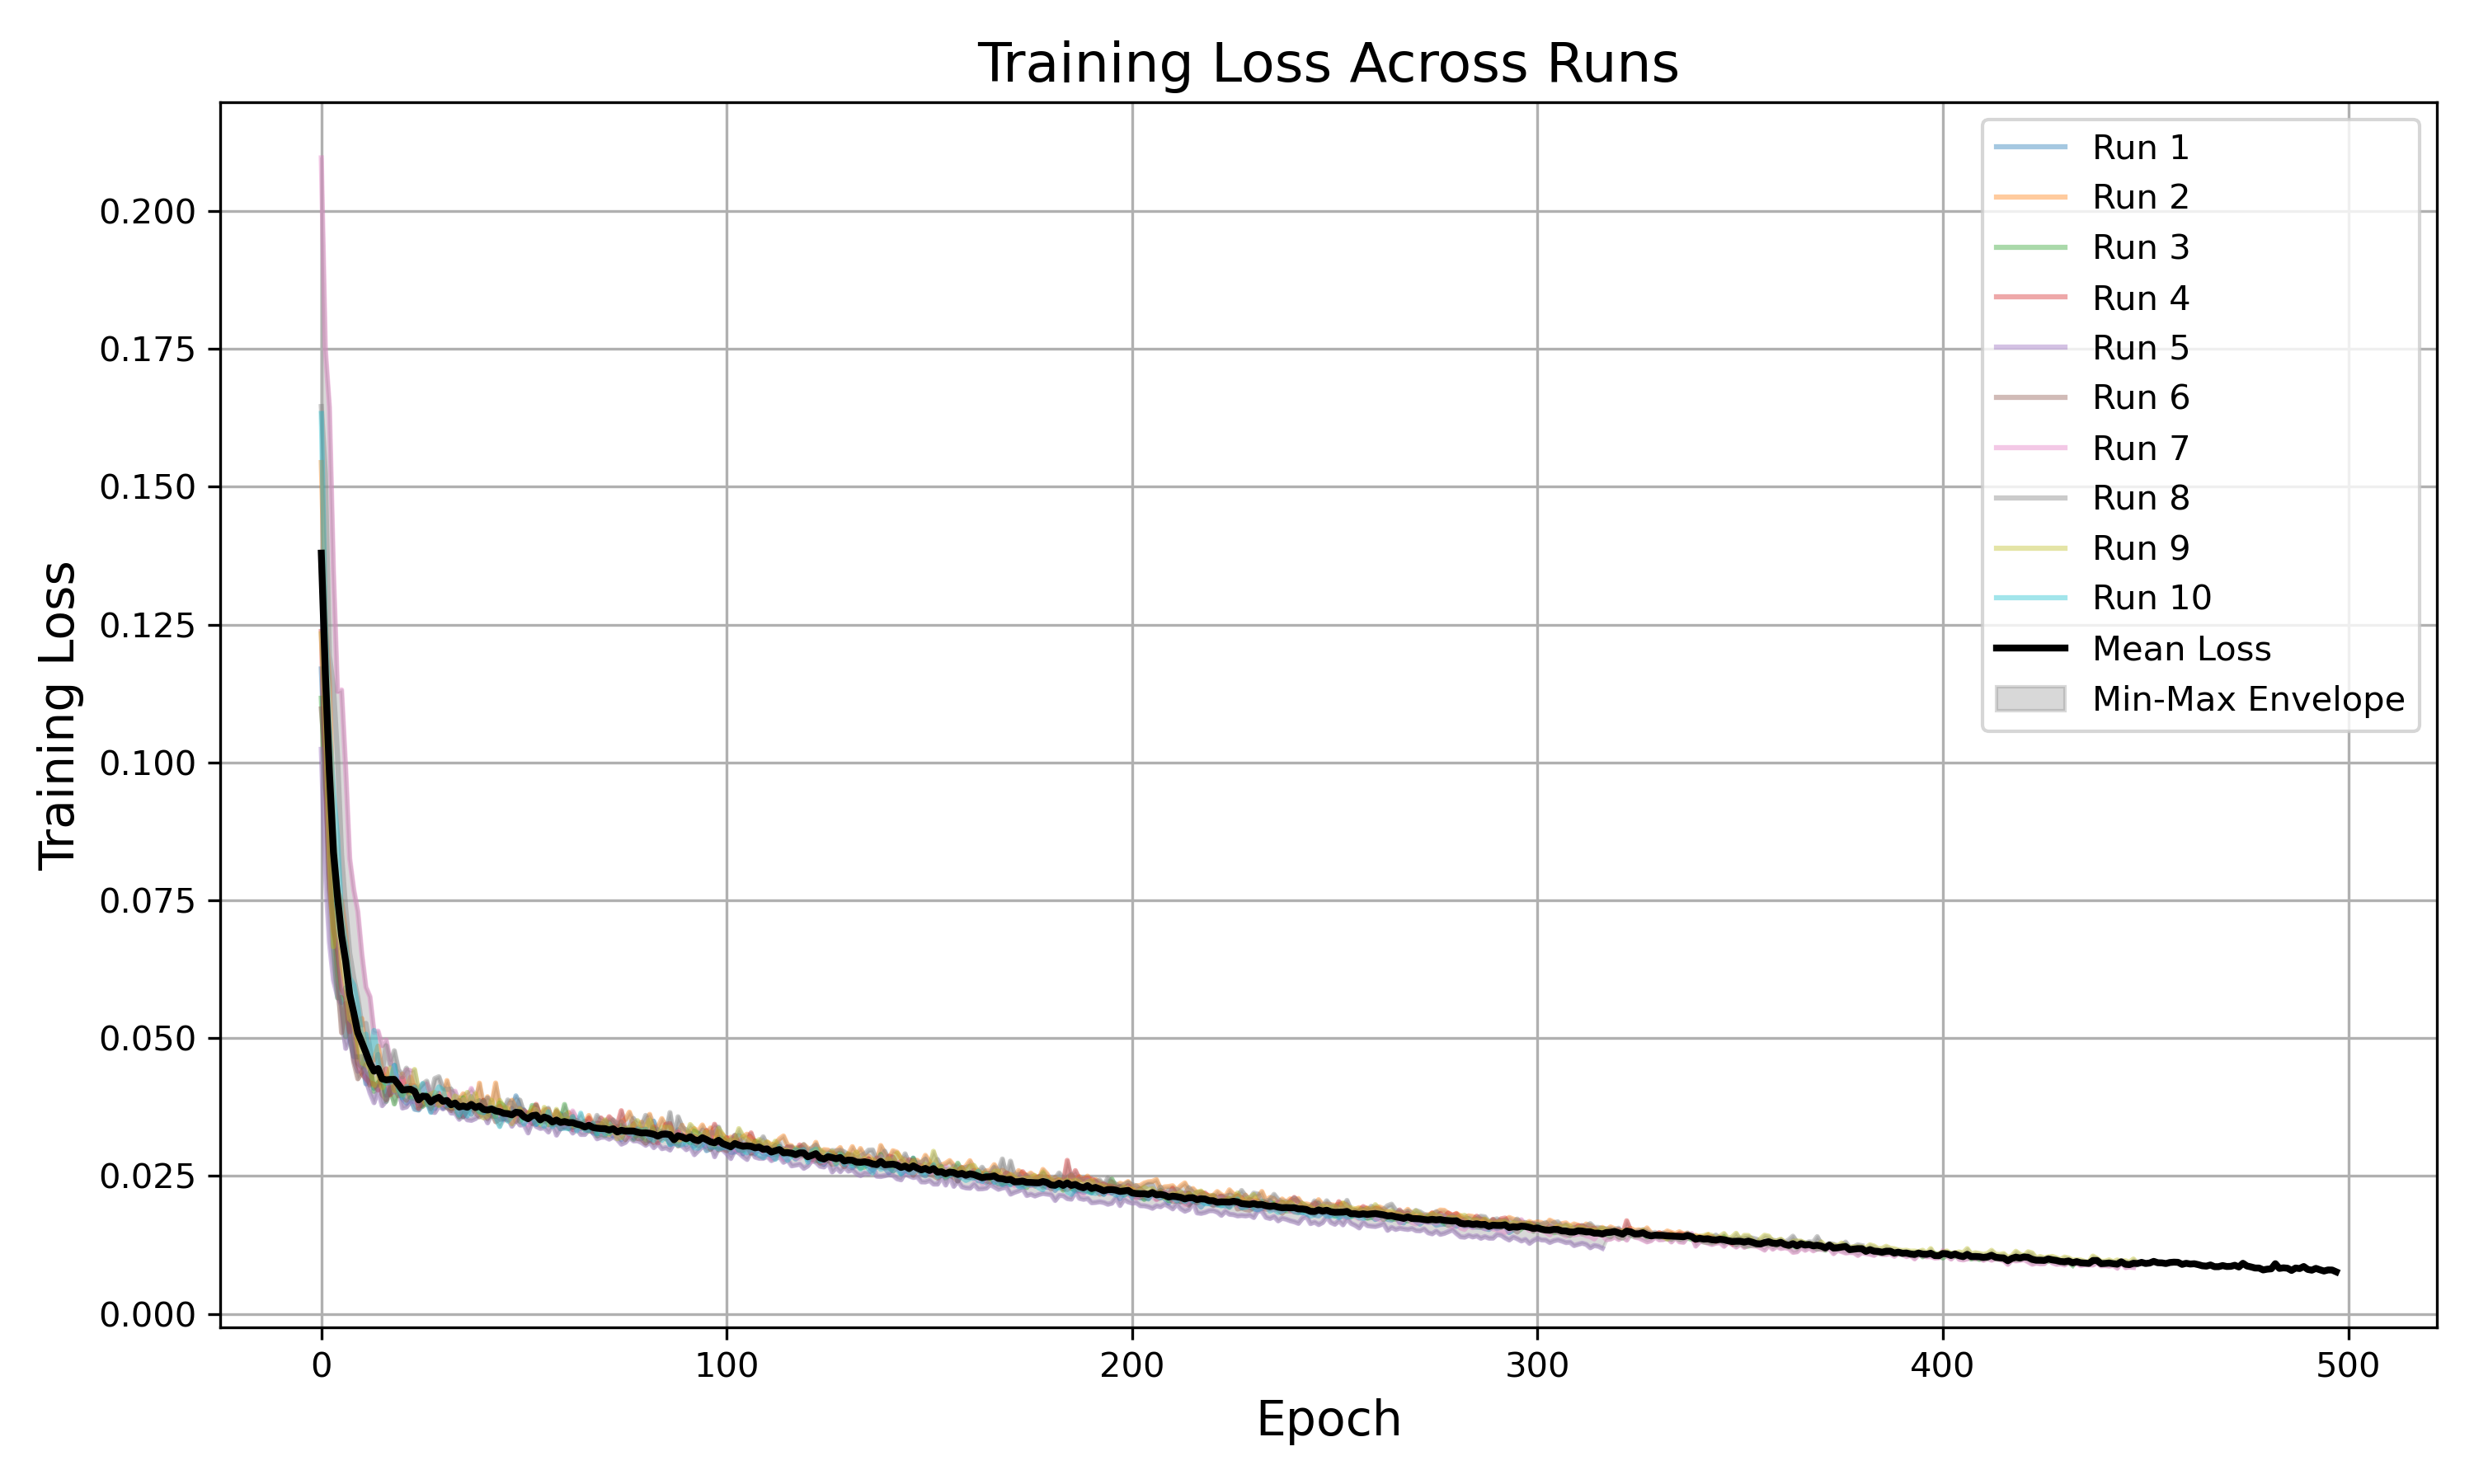 Training Loss Across Runs
Training Loss
0.200
0.175
0.150
0.125
0.100
0.075
0.050
0.025
0.000
Run 1
Run 2
Run 3
Run 4
Run 5
Run 6
Run 7
Run 8
Run 9
Run 10
Mean Loss
Min-Max Envelope
0 100 200 300 400 500
Epoch